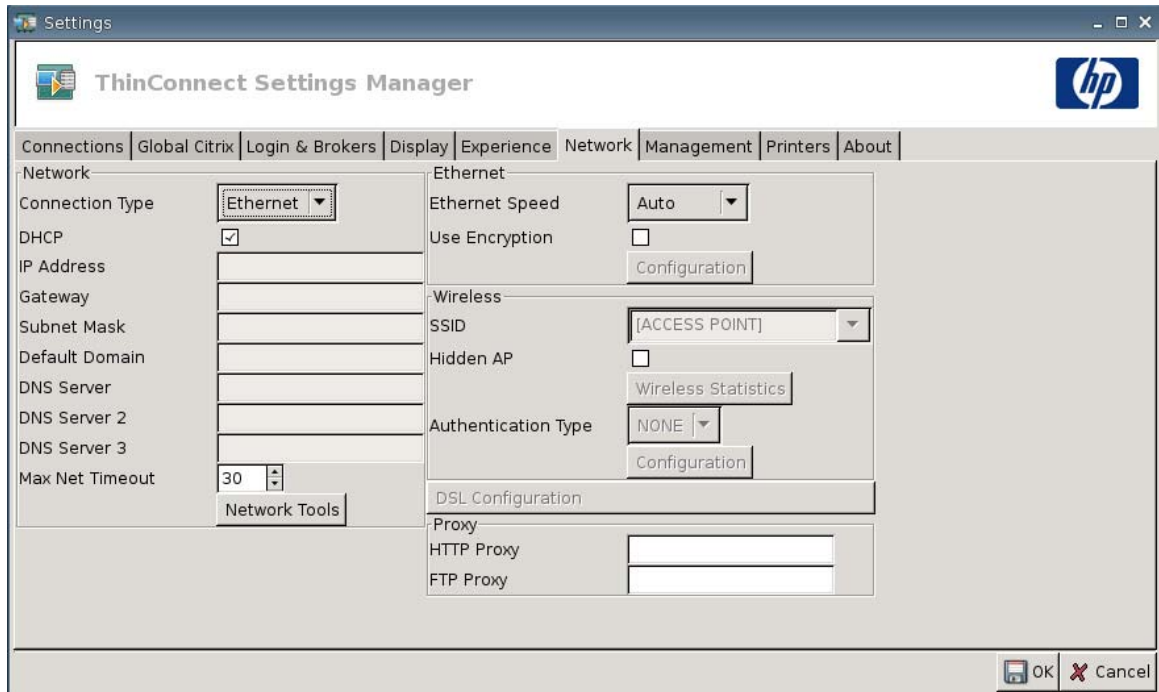 Settings
ThinConnect Settings Manager
hp
Connections Global Citrix Login & Brokers Display Experience Network Management Printers About
Network
Connection Type Ethernet
DHCP
IP Address
Gateway
Subnet Mask
Default Domain
DNS Server
DNS Server 2
DNS Server 3
Max Net Timeout 30
Network Tools
Ethernet
Ethernet Speed Auto
Use Encryption
Configuration
Wireless
SSID [ACCESS POINT]
Hidden AP
Wireless Statistics
Authentication Type NONE
Configuration
DSL Configuration
Proxy
HTTP Proxy
FTP Proxy
OK Cancel